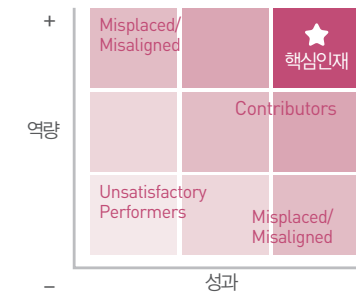 +
Misplaced/
Misaligned
핵심인재
역량
Contributors
Unsatisfactory
Performers
Misplaced/
Misaligned
–
성과